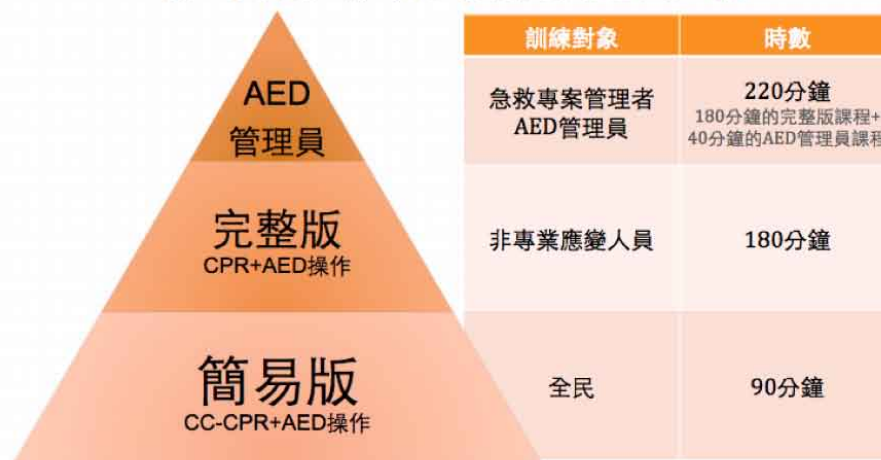 訓練對象
時數
AED
管理員
急救專案管理者
AED管理員
220分鐘
180分鐘的完整版課程+
40分鐘的AED管理員課程
完整版
CPR+AED操作
非專業應變人員
180分鐘
簡易版
CC-CPR+AED操作
全民
90分鐘